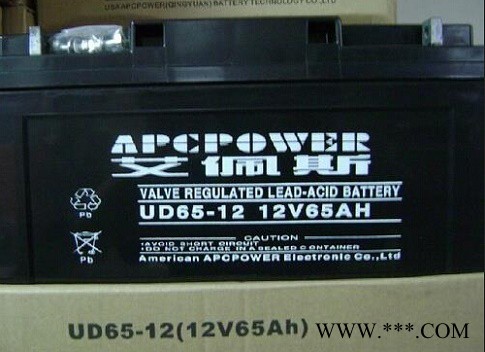 USA APCPOWER(QINGYUAN) BATTERY TECHNOLOGY CO.,LTD
APCPOWER
艾佩斯
VALVE REGULATED LEAD-ACID BATTERY
UD65-12 12V65AH
Pb
CAUTION
•AVOID SHORT CIRCUIT
•DO NOT CHARGE IN A SEALED CONTAINER
Pb
American APCPOWER Electronic Co.,Ltd
UD65-12(12V65Ah)
WWW.***.COM